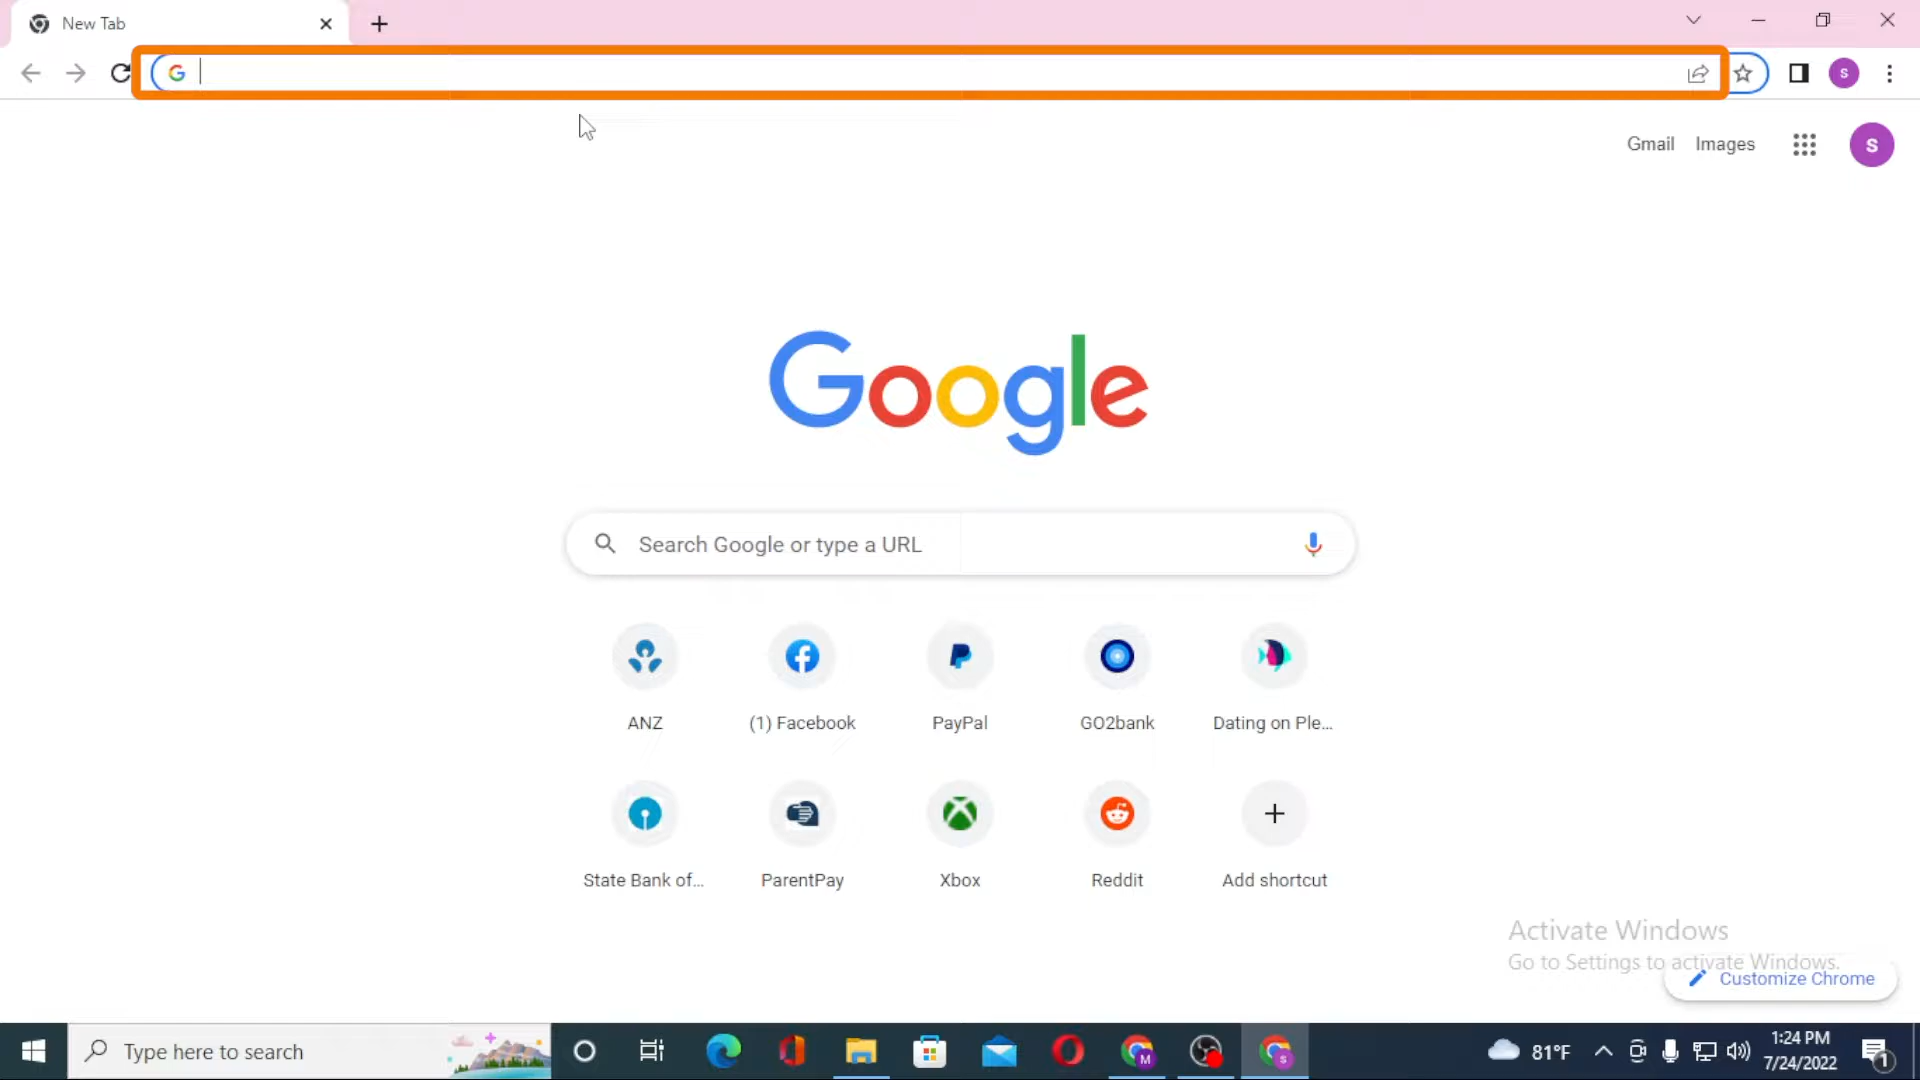 New Tab
Gmail Images
S
S
Google
Search Google or type a URL
ANZ
(1) Facebook
PayPal
GO2bank
Dating on Ple...
State Bank of...
ParentPay
Xbox
Reddit
Add shortcut
Activate Windows
Go to Settings to activate Windows.
Customize Chrome
Type here to search
M
S
81°F
1:24 PM
7/24/2022
1